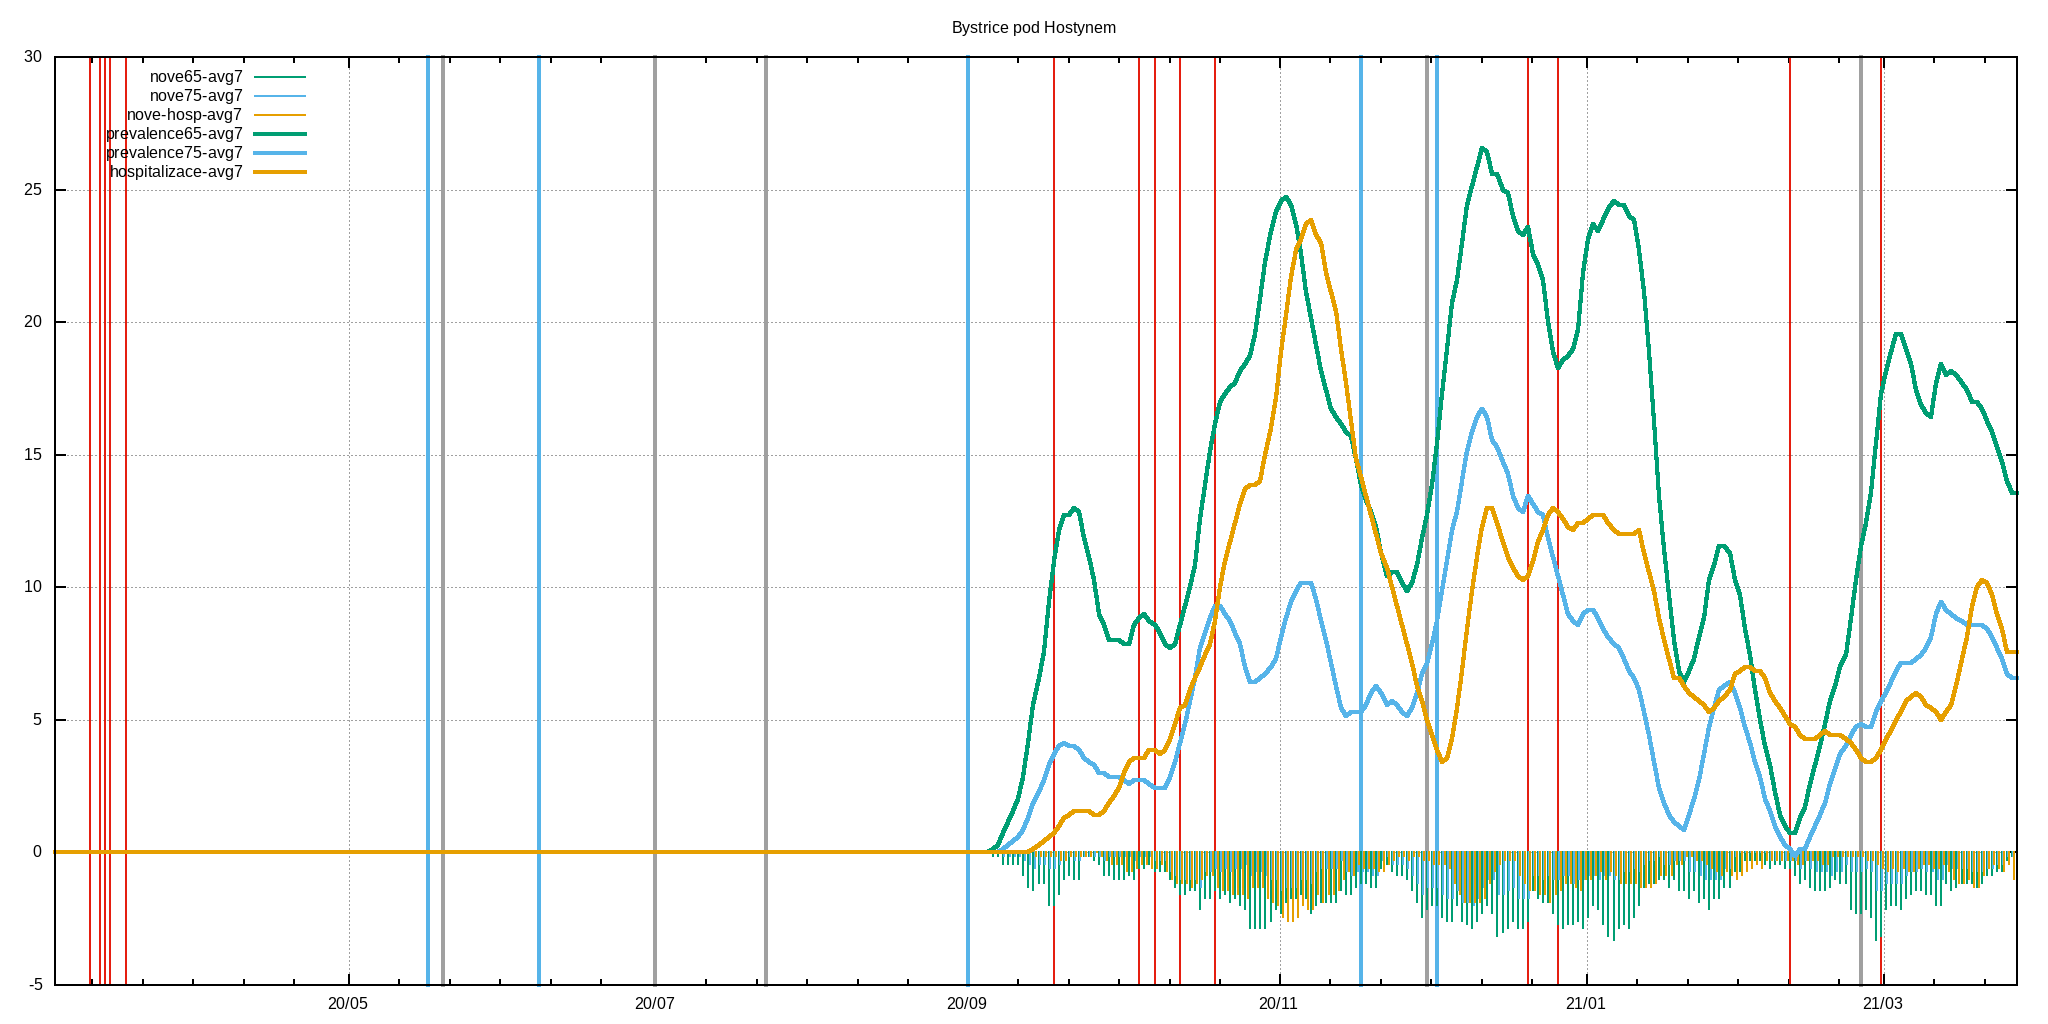 Bystrice pod Hostynem
30
25
20
15
10
5
0
-5
nove65-avg7
nove75-avg7
nove-hosp-avg7
prevalence65-avg7
prevalence75-avg7
hospitalizace-avg7
20/05 20/07 20/09 20/11 21/01 21/03